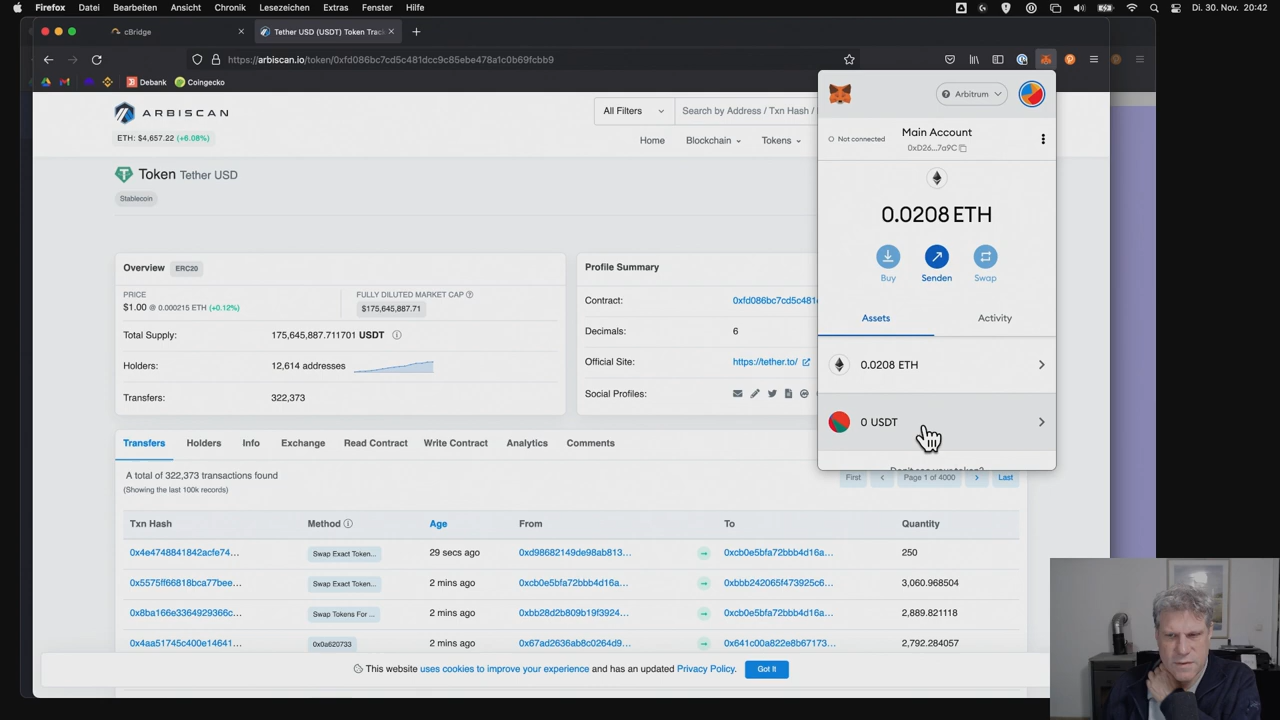 Firefox Datei Bearbeiten Ansicht Chronik Lesezeichen Extras Fenster Hilfe Di. 30. Nov. 20:42
cBridge
Tether USD (USDT) Token Track
https://arbiscan.io/token/0xfd086bc7cd5c481dcc9c85ebe478a1c0b69fcbb9
Debank Coingecko
ARBISCAN
ETH: $4,657.22 (+6.08%)
All Filters
Search by Address / Txn Hash /
Home Blockchain Tokens
Token Tether USD
Stablecoin
Overview ERC20
PRICE
$1.00 @ 0.000215 ETH (+0.12%)
FULLY DILUTED MARKET CAP
$175,645,887.71
Total Supply: 175,645,887.711701 USDT
Holders: 12,614 addresses
Transfers: 322,373
Profile Summary
Contract: 0xfd086bc7cd5c481
Decimals: 6
Official Site: https://tether.to/
Social Profiles:
Arbitrum
Not connected
Main Account
0xD26...7a9C
0.0208 ETH
Buy Senden Swap
Assets Activity
0.0208 ETH
0 USDT
Don't see your token?
Transfers Holders Info Exchange Read Contract Write Contract Analytics Comments
A total of 322,373 transactions found
(Showing the last 100k records)
First Page 1 of 4000 Last
Txn Hash Method Age From To Quantity
0x4e4748841842acfe74... Swap Exact Token... 29 secs ago 0xd98682149de98ab813... 0xcb0e5bfa72bbb4d16a... 250
0x5575ff66818bca77bee... Swap Exact Token... 2 mins ago 0xcb0e5bfa72bbb4d16a... 0xbbb242065f473925c6... 3,060.968504
0x8ba166e3364929366c... Swap Tokens For ... 2 mins ago 0xbb28d2b809b19f3924... 0xcb0e5bfa72bbb4d16a... 2,889.821118
0x4aa51745c400e14641... 0x0a620733 2 mins ago 0x67ad2636ab8c0264d9... 0x641c00a822e8b67173... 2,792.284057
This website uses cookies to improve your experience and has an updated Privacy Policy. Got It